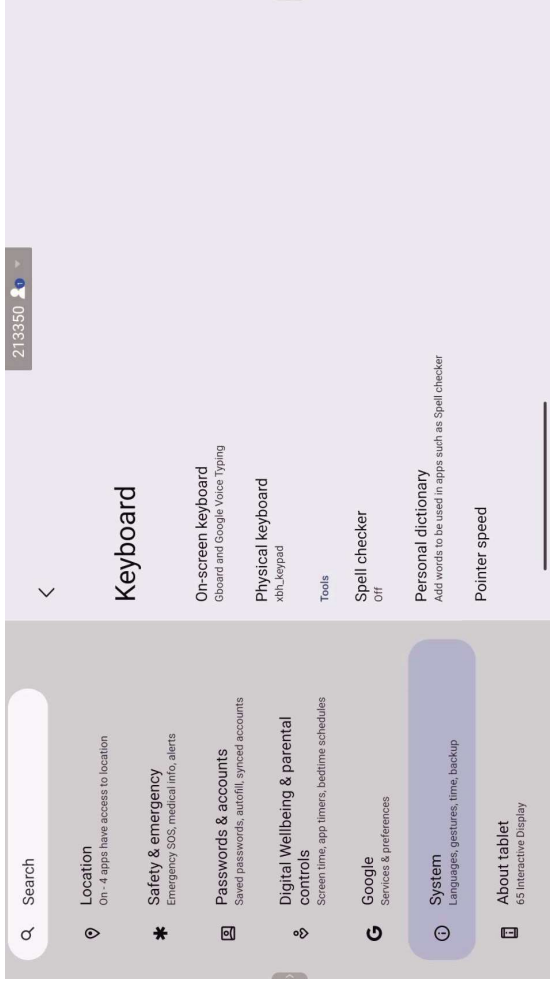 213350
1
Search
Location
On - 4 apps have access to location
Safety & emergency
Emergency SOS, medical info, alerts
Passwords & accounts
Saved passwords, autofill, synced accounts
Digital Wellbeing & parental
controls
Screen time, app timers, bedtime schedules
Google
Services & preferences
System
Languages, gestures, time, backup
About tablet
65 Interactive Display
Keyboard
On-screen keyboard
Gboard and Google Voice Typing
Physical keyboard
xbh_keypad
Tools
Spell checker
Off
Personal dictionary
Add words to be used in apps such as Spell checker
Pointer speed